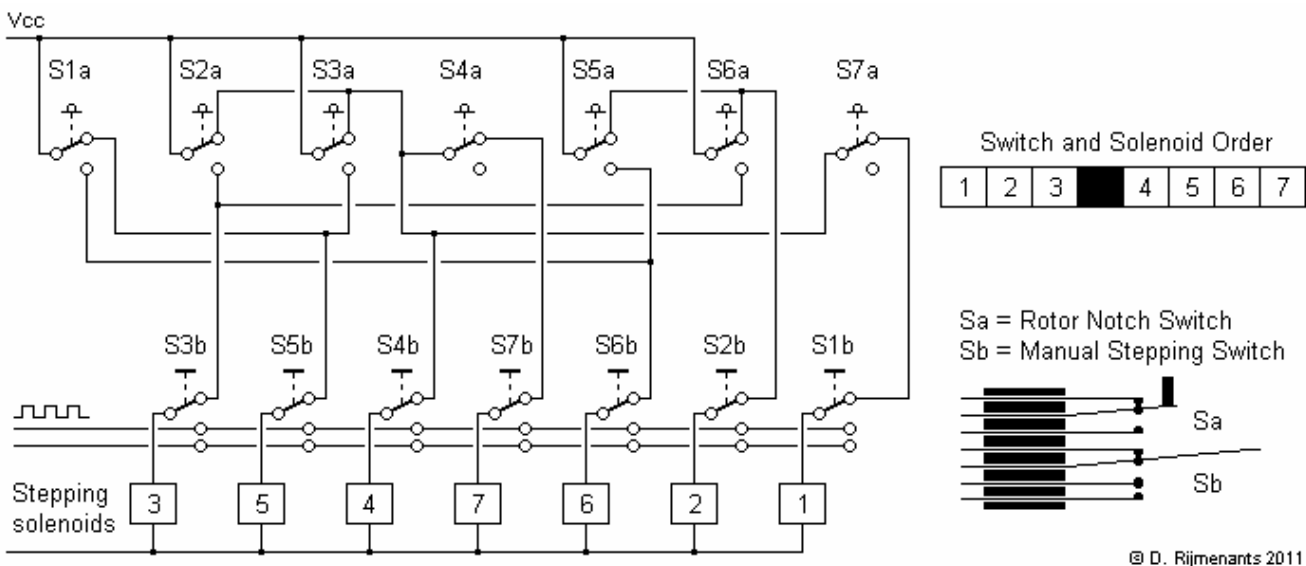 Vcc
S1a S2a S3a S4a S5a S6a S7a
Switch and Solenoid Order
1 2 3 4 5 6 7
S3b S5b S4b S7b S6b S2b S1b
Sa = Rotor Notch Switch
Sb = Manual Stepping Switch
Sa
Sb
Stepping
solenoids
3 5 4 7 6 2 1
© D. Rijmenants 2011